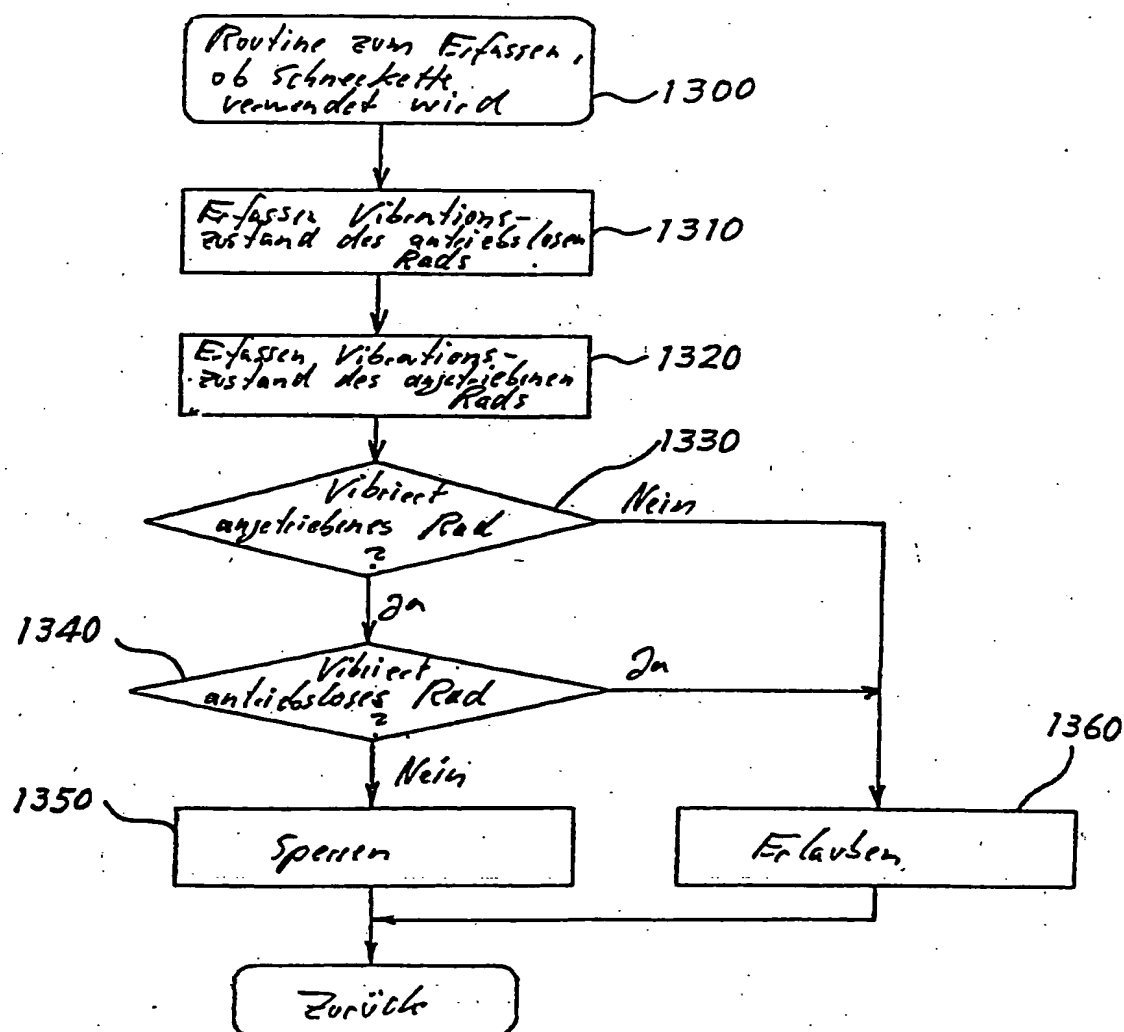 Routine zum Erfassen,
ob Schneekette
verwendet wird
1300
Erfassen Vibrations-
zustand des antriebslosen
Rads
1310
Erfassen Vibrations-
zustand des angetriebenen
Rads
1320
1330
Vibriert
angetriebenes Rad
?
Nein
Ja
1340
Vibriert
antriebsloses Rad
?
Ja
Nein
1350
Sperren
1360
Erlauben
Zurück